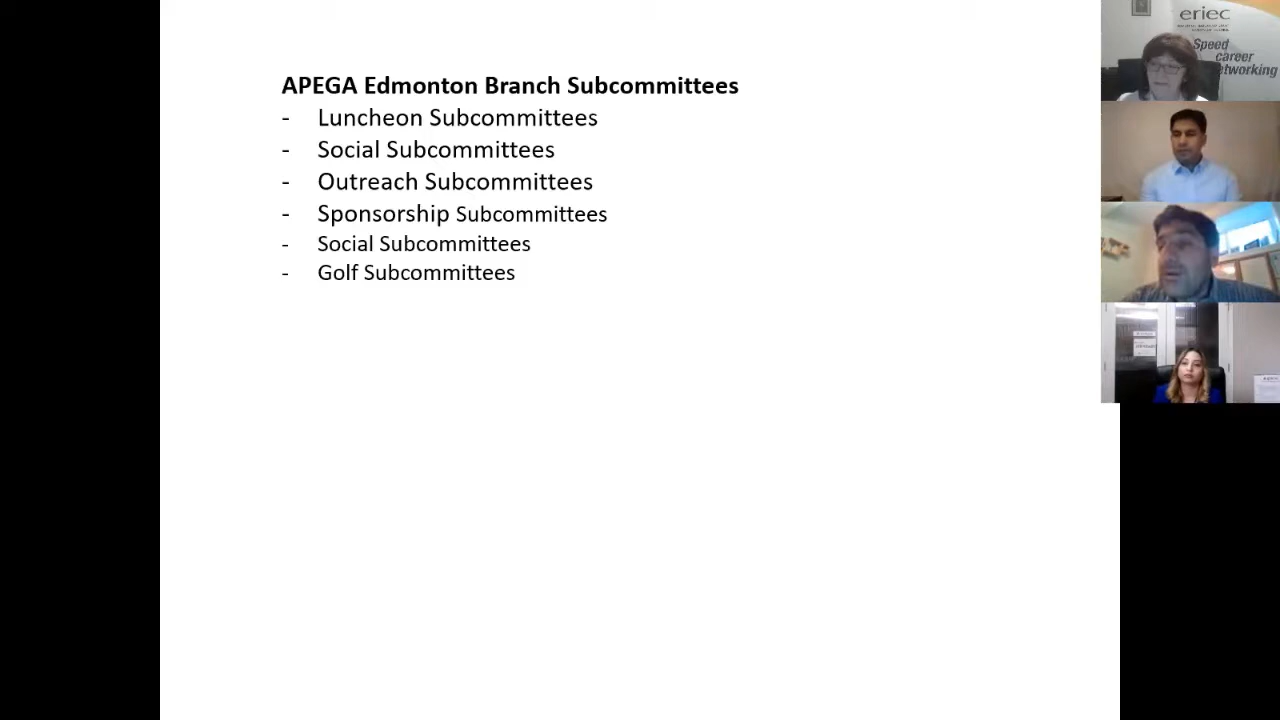 APEGA Edmonton Branch Subcommittees
- Luncheon Subcommittees
- Social Subcommittees
- Outreach Subcommittees
- Sponsorship Subcommittees
- Social Subcommittees
- Golf Subcommittees
eriec
Speed
career
networking